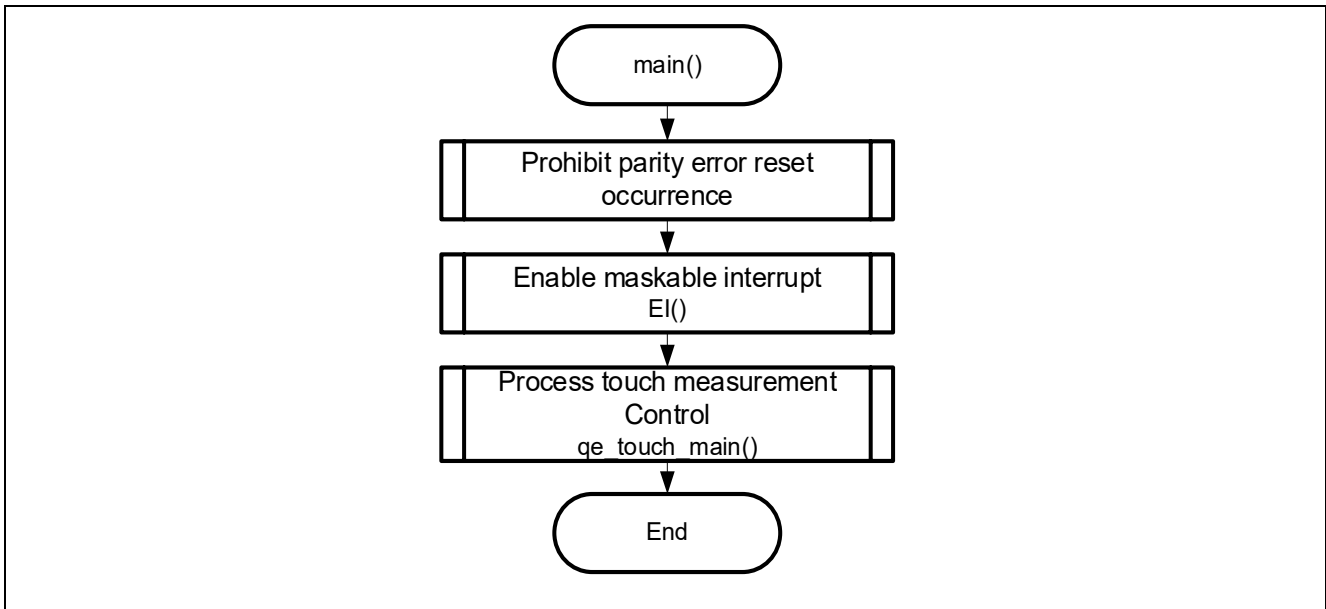 main()
Prohibit parity error reset
occurrence
Enable maskable interrupt
EI()
Process touch measurement
Control
qe_touch_main()
End